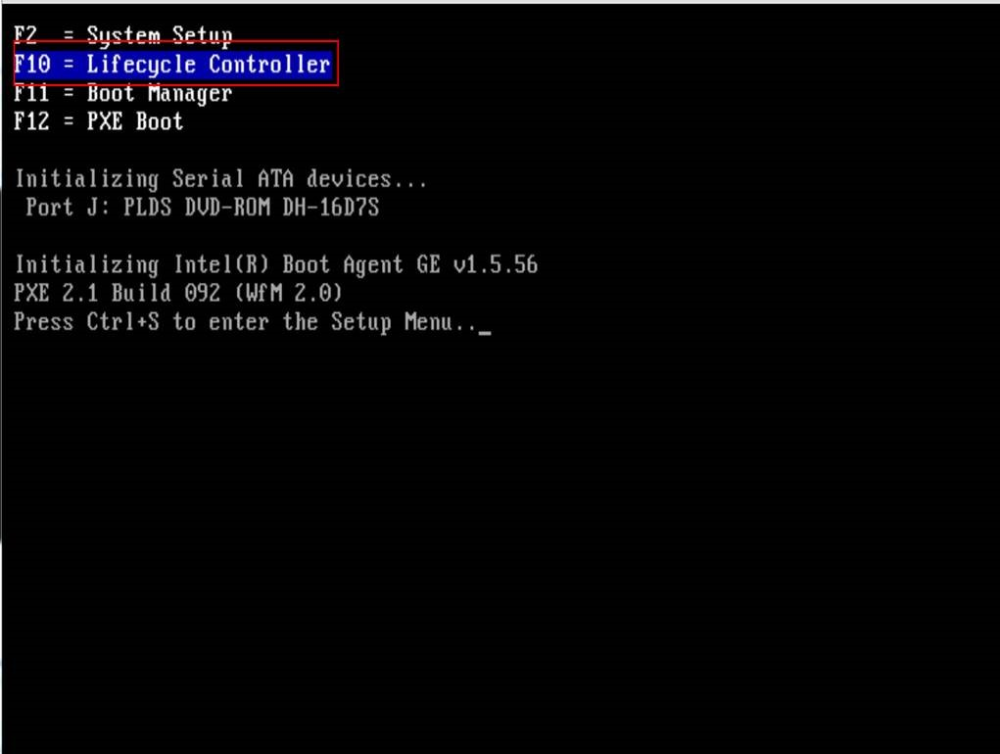 F2  = System Setup
F10 = Lifecycle Controller
F11 = Boot Manager
F12 = PXE Boot
Initializing Serial ATA devices...
Port J: PLDS DVD-ROM DH-16D7S
Initializing Intel(R) Boot Agent GE v1.5.56
PXE 2.1 Build 092 (WfM 2.0)
Press Ctrl+S to enter the Setup Menu.._